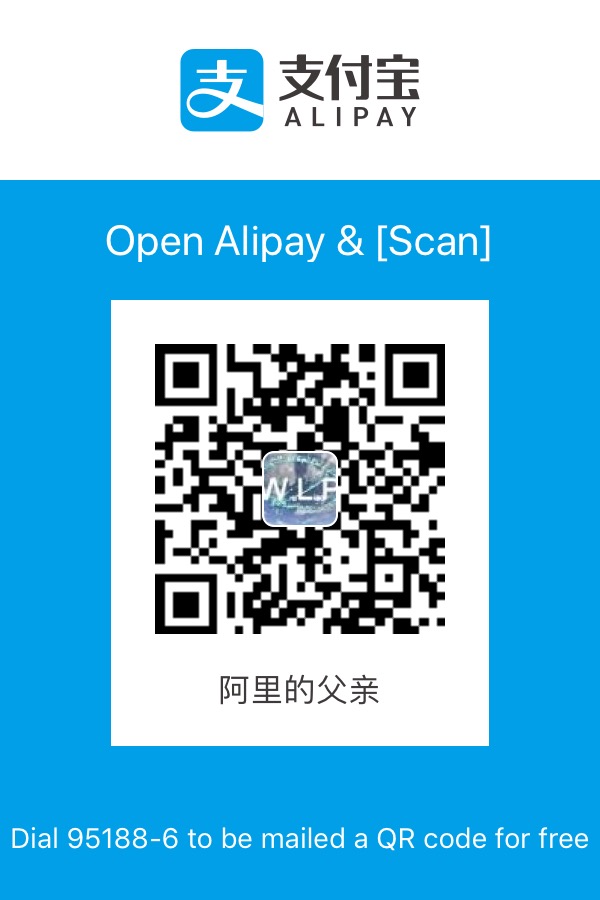 支 支付宝
ALIPAY
Open Alipay & [Scan]
W.L.P
阿里的父亲
Dial 95188-6 to be mailed a QR code for free